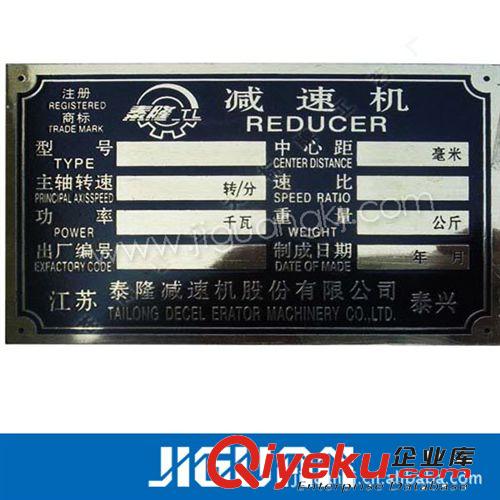 注册
REGISTERED
商标
TRADE MARK
泰隆 TL
减速机
REDUCER
型号
TYPE
中心距 毫米
CENTER DISTANCE
主轴转速 转/分
PRINCIPAL AXISSPEED
速比
SPEED RATIO
功率 千瓦
POWER
重量 公斤
WEIGHT
出厂编号
EXFACTORY CODE
制成日期 年 月
DATE OF MADE
江苏 泰隆减速机股份有限公司 泰兴
TAILONG DECEL ERATOR MACHINERY CO.,LTD.
www.jiguangkj.com
Qiyeku.com 企业库
Enterprise Database